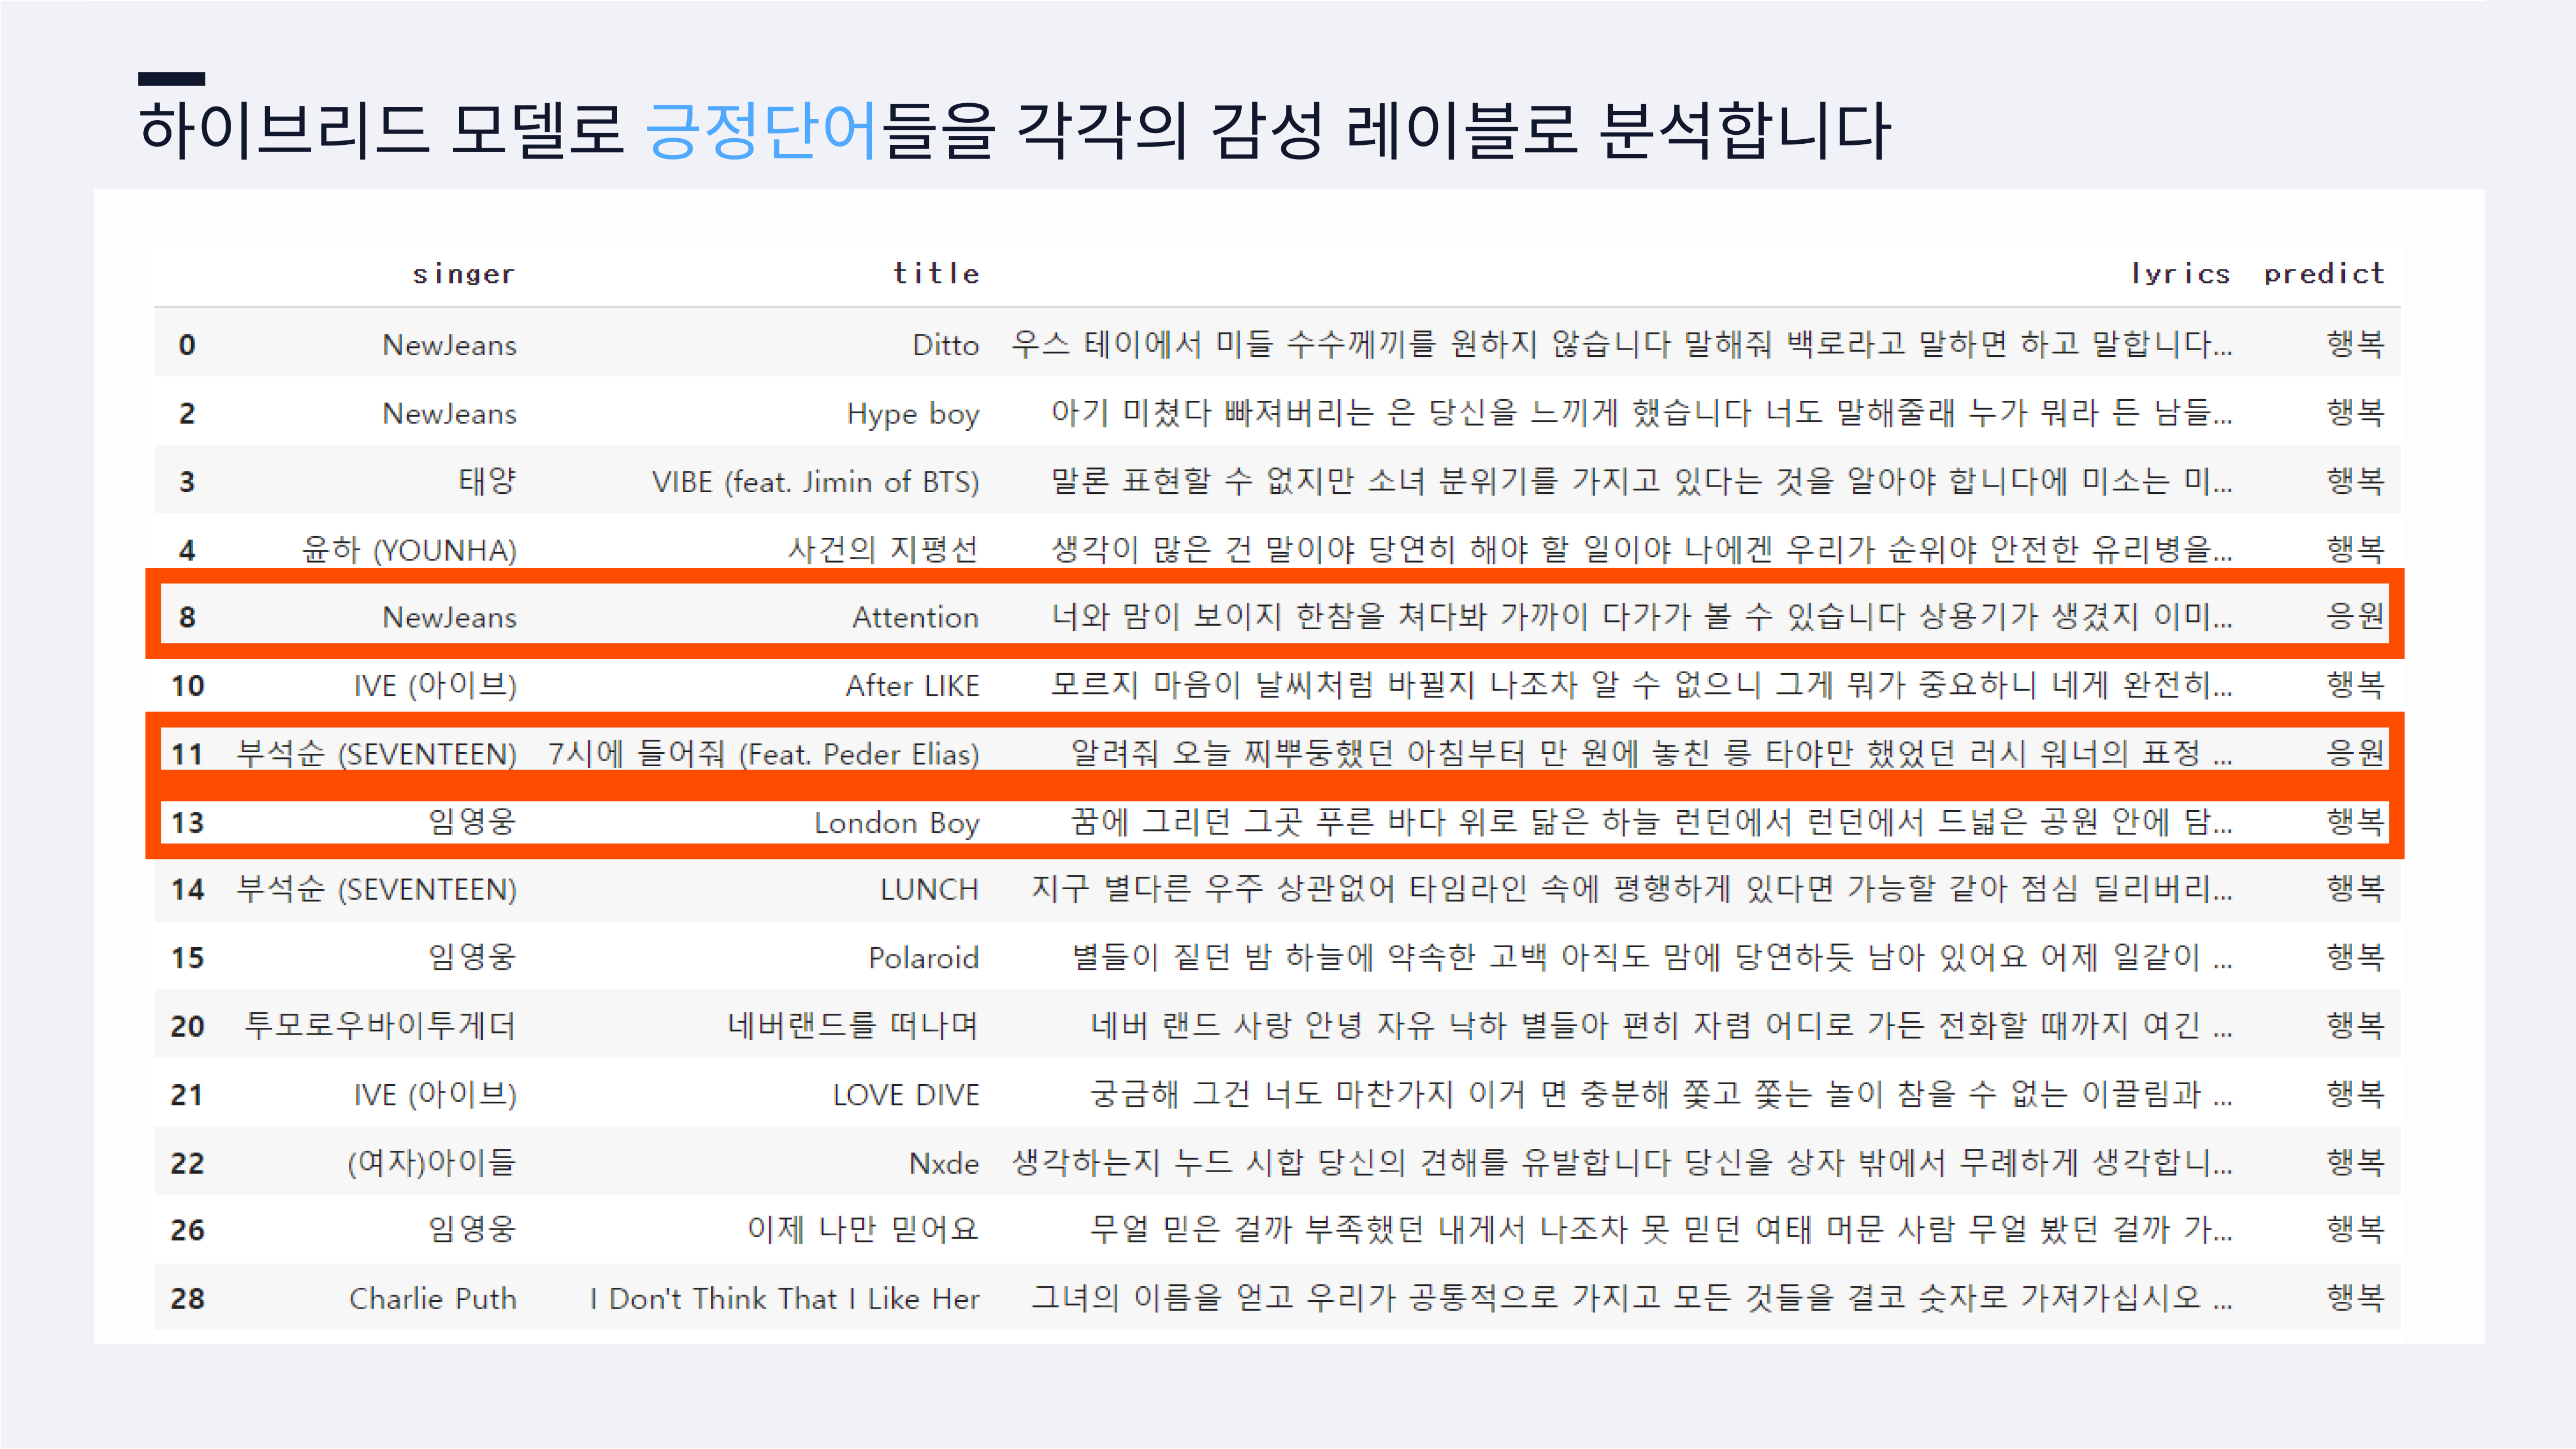 하이브리드 모델로 긍정단어들을 각각의 감성 레이블로 분석합니다
singer title lyrics predict
0 NewJeans Ditto 우스 테이에서 미들 수수께끼를 원하지 않습니다 말해줘 백로라고 말하면 하고 말합니다... 행복
2 NewJeans Hype boy 아기 미쳤다 빠져버리는 은 당신을 느끼게 했습니다 너도 말해줄래 누가 뭐라 든 남들... 행복
3 태양 VIBE (feat. Jimin of BTS) 말론 표현할 수 없지만 소녀 분위기를 가지고 있다는 것을 알아야 합니다에 미소는 미... 행복
4 윤하 (YOUNHA) 사건의 지평선 생각이 많은 건 말이야 당연히 해야 할 일이야 나에겐 우리가 순위야 안전한 유리병을... 행복
8 NewJeans Attention 너와 맘이 보이지 한참을 쳐다봐 가까이 다가가 볼 수 있습니다 상용기가 생겼지 이미... 응원
10 IVE (아이브) After LIKE 모르지 마음이 날씨처럼 바뀔지 나조차 알 수 없으니 그게 뭐가 중요하니 네게 완전히... 행복
11 부석순 (SEVENTEEN) 7시에 들어줘 (Feat. Peder Elias) 알려줘 오늘 찌뿌둥했던 아침부터 만 원에 놓친 릉 타야만 했었던 러시 워너의 표정 ... 응원
13 임영웅 London Boy 꿈에 그리던 그곳 푸른 바다 위로 닮은 하늘 런던에서 런던에서 드넓은 공원 안에 담... 행복
14 부석순 (SEVENTEEN) LUNCH 지구 별다른 우주 상관없어 타임라인 속에 평행하게 있다면 가능할 같아 점심 딜리버리... 행복
15 임영웅 Polaroid 별들이 짙던 밤 하늘에 약속한 고백 아직도 맘에 당연하듯 남아 있어요 어제 일같이 ... 행복
20 투모로우바이투게더 네버랜드를 떠나며 네버 랜드 사랑 안녕 자유 낙하 별들아 편히 자렴 어디로 가든 전화할 때까지 여긴 ... 행복
21 IVE (아이브) LOVE DIVE 궁금해 그건 너도 마찬가지 이거 면 충분해 쫓고 쫓는 놀이 참을 수 없는 이끌림과 ... 행복
22 (여자)아이들 Nxde 생각하는지 누드 시합 당신의 견해를 유발합니다 당신을 상자 밖에서 무례하게 생각합니... 행복
26 임영웅 이제 나만 믿어요 무얼 믿은 걸까 부족했던 내게서 나조차 못 믿던 여태 머문 사람 무얼 봤던 걸까 가... 행복
28 Charlie Puth I Don't Think That I Like Her 그녀의 이름을 얻고 우리가 공통적으로 가지고 모든 것들을 결코 숫자로 가져가십시오 ... 행복